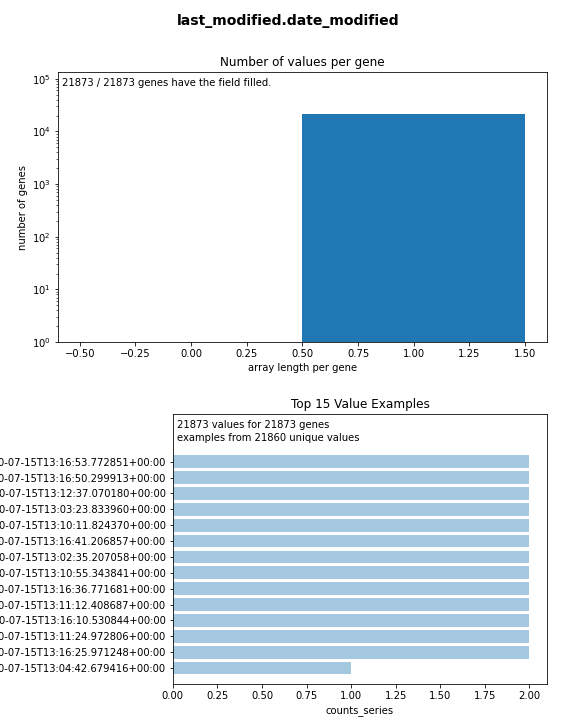 last_modified.date_modified
Number of values per gene
21873 / 21873 genes have the field filled.
10⁵
10⁴
10³
10²
10¹
10⁰
number of genes
−0.50 −0.25 0.00 0.25 0.50 0.75 1.00 1.25 1.50
array length per gene
Top 15 Value Examples
21873 values for 21873 genes
examples from 21860 unique values
0-07-15T13:16:53.772851+00:00
0-07-15T13:16:50.299913+00:00
0-07-15T13:12:37.070180+00:00
0-07-15T13:03:23.833960+00:00
0-07-15T13:10:11.824370+00:00
0-07-15T13:16:41.206857+00:00
0-07-15T13:02:35.207058+00:00
0-07-15T13:10:55.343841+00:00
0-07-15T13:16:36.771681+00:00
0-07-15T13:11:12.408687+00:00
0-07-15T13:16:10.530844+00:00
0-07-15T13:11:24.972806+00:00
0-07-15T13:16:25.971248+00:00
0-07-15T13:04:42.679416+00:00
0.00 0.25 0.50 0.75 1.00 1.25 1.50 1.75 2.00
counts_series